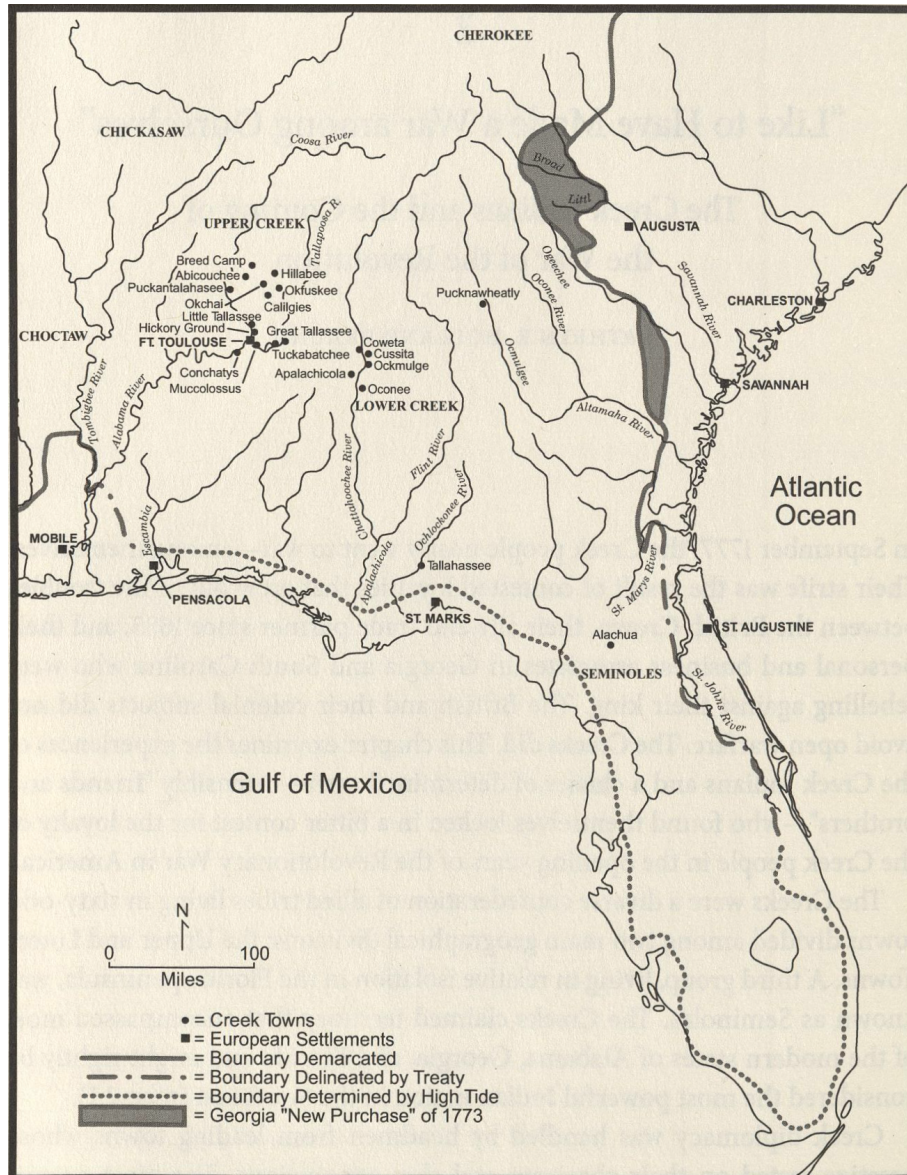 CHEROKEE
CHICKASAW
Coosa River
Broad
Littl
UPPER CREEK
Tallapoosa R.
AUGUSTA
Breed Camp
Hillabee
Abicouchee
Puckantalahasee
Okfuskee
Okchai
Calilgies
Ogeechee
Oconee River
Savannah River
Pucknawheatly
CHARLESTON
Little Tallassee
CHOCTAW
Hickory Ground
Great Tallassee
FT. TOULOUSE
Coweta
Cussita
Tuckabatchee
Ockmulge
Ocmulgee
Conchatys
Apalachicola
Muccolossus
Oconee
SAVANNAH
LOWER CREEK
Tombigbee River
Alabama River
Altamaha River
Chattahoochee River
Flint River
Ochlockonee River
Atlantic
Ocean
Escambia
MOBILE
Tallahassee
Apalachicola
PENSACOLA
ST. MARKS
St. Marys River
ST. AUGUSTINE
Alachua
SEMINOLES
St. Johns River
Gulf of Mexico
N
0 100
Miles
= Creek Towns
= European Settlements
= Boundary Demarcated
= Boundary Delineated by Treaty
= Boundary Determined by High Tide
= Georgia "New Purchase" of 1773